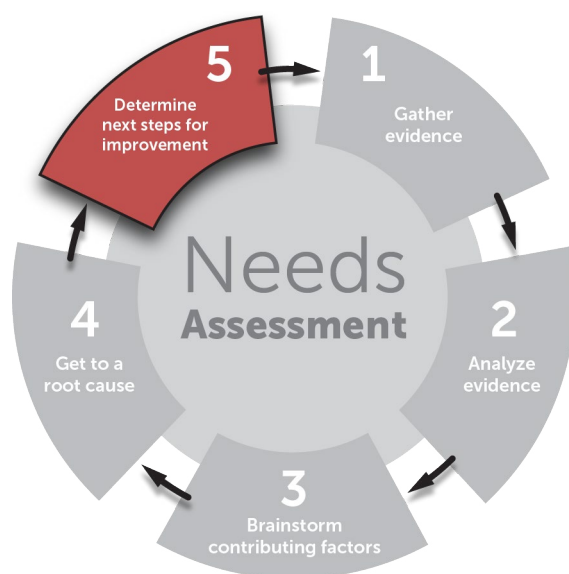 5
Determine
next steps for
improvement
1
Gather
evidence
Needs
Assessment
4
Get to a
root cause
2
Analyze
evidence
3
Brainstorm
contributing factors